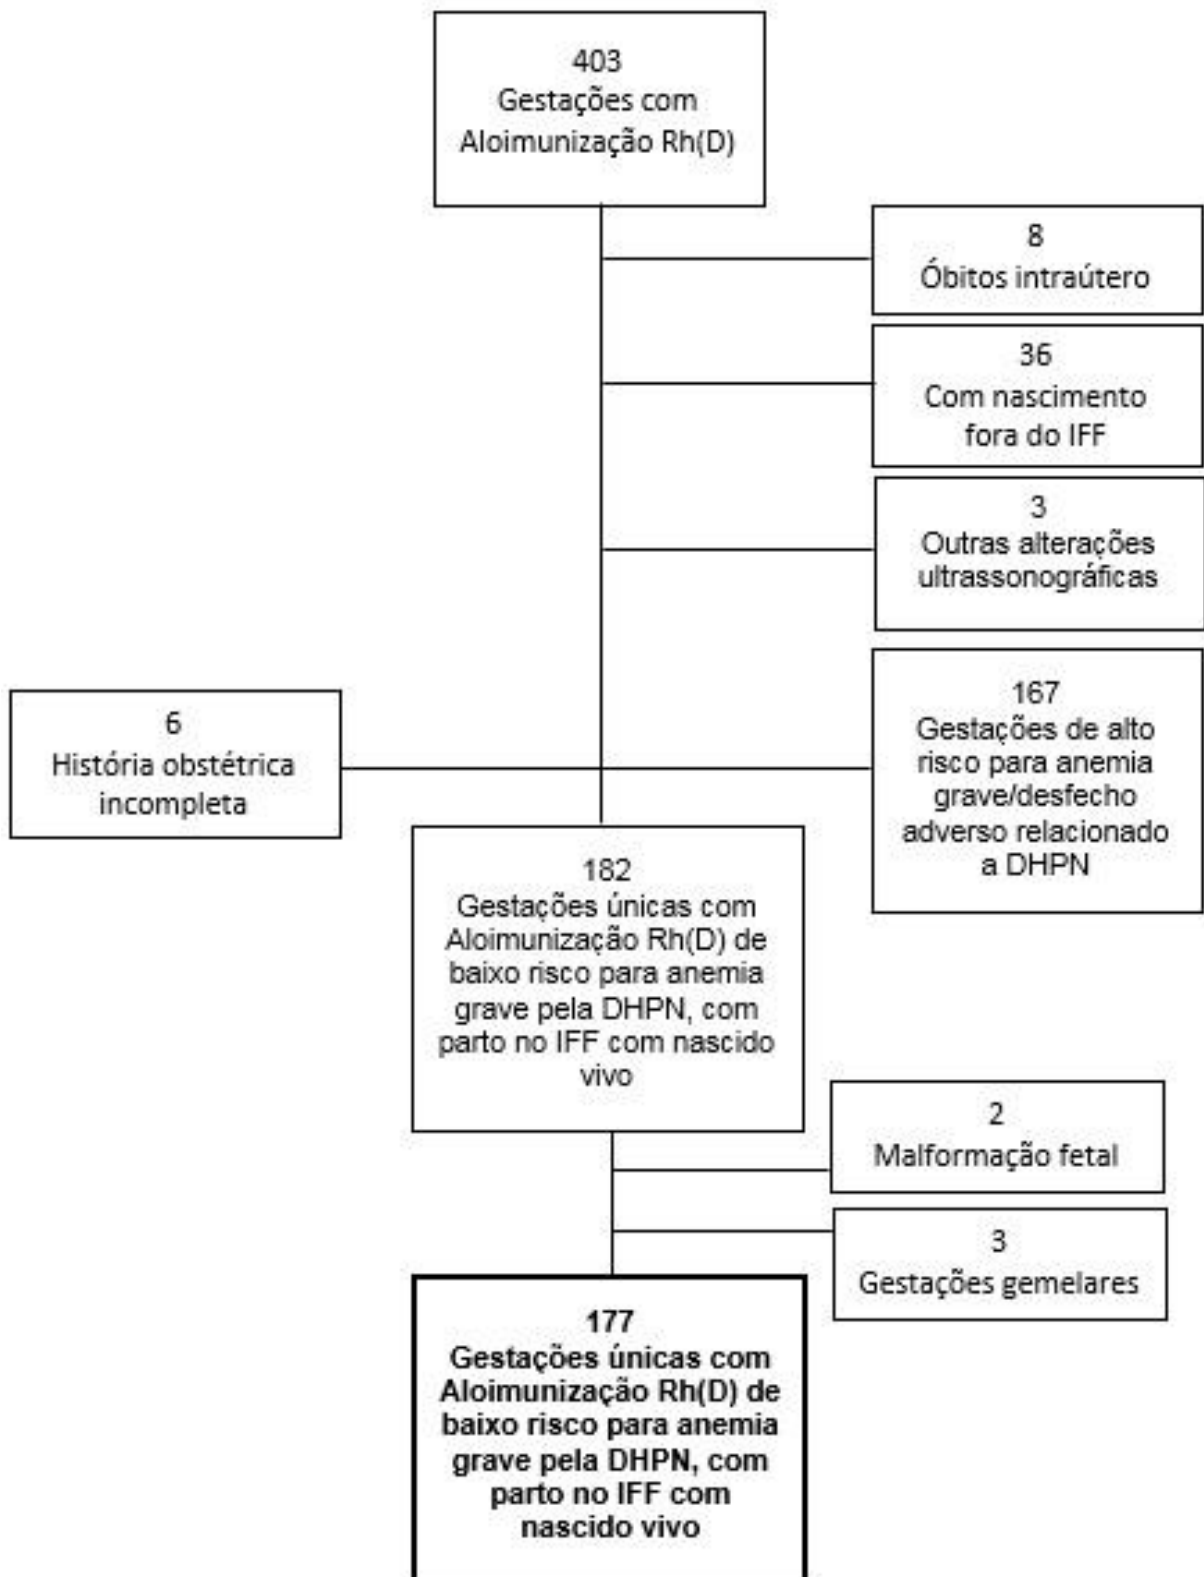 403
Gestações com
Aloimunização Rh(D)
8
Óbitos intraútero
36
Com nascimento
fora do IFF
3
Outras alterações
ultrassonográficas
6
História obstétrica
incompleta
167
Gestações de alto
risco para anemia
grave/desfecho
adverso relacionado
a DHPN
182
Gestações únicas com
Aloimunização Rh(D) de
baixo risco para anemia
grave pela DHPN, com
parto no IFF com nascido
vivo
2
Malformação fetal
3
Gestações gemelares
177
Gestações únicas com
Aloimunização Rh(D) de
baixo risco para anemia
grave pela DHPN, com
parto no IFF com
nascido vivo